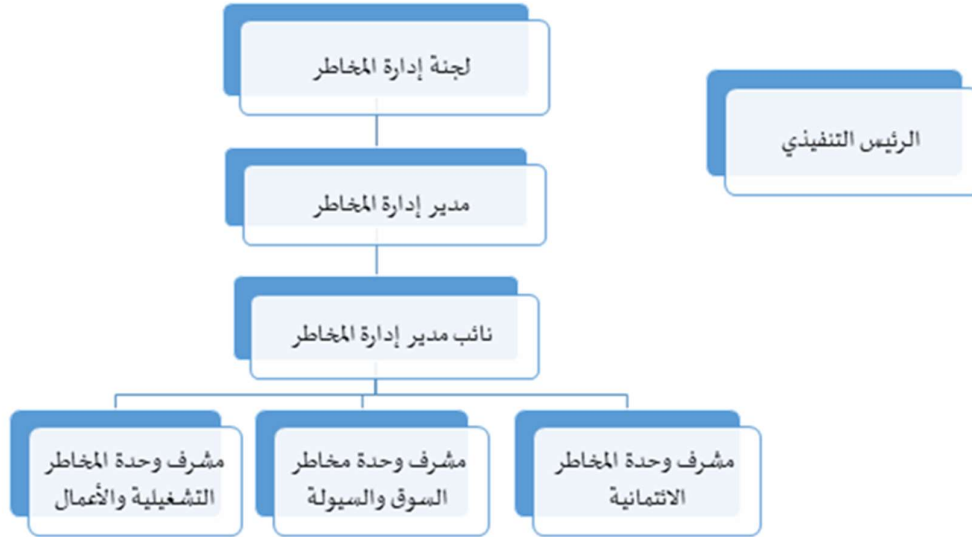 لجنة إدارة المخاطر
الرئيس التنفيذي
مدير إدارة المخاطر
نائب مدير إدارة المخاطر
مشرف وحدة المخاطر
الائتمانية
مشرف وحدة مخاطر
السوق والسيولة
مشرف وحدة المخاطر
التشغيلية والأعمال